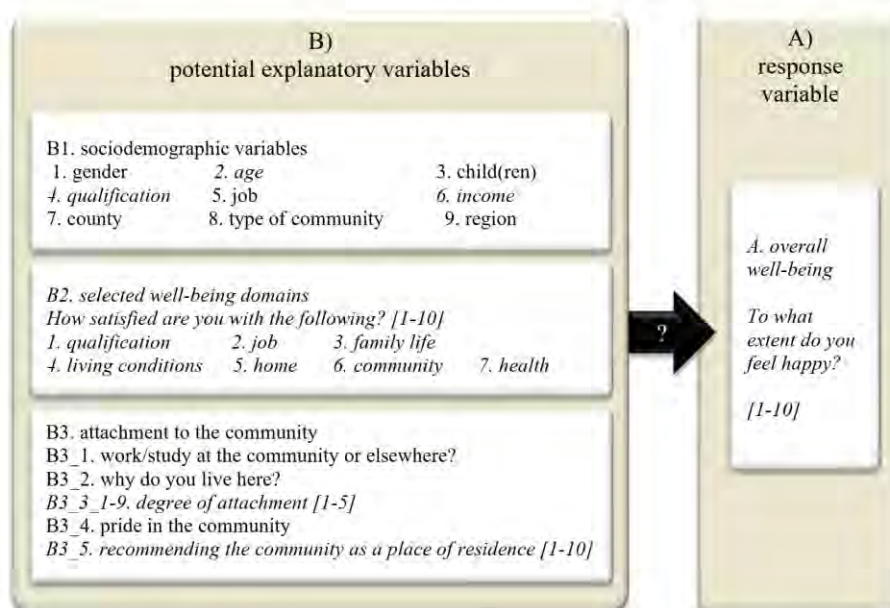 B)
potential explanatory variables
B1. sociodemographic variables
1. gender 2. age 3. child(ren)
4. qualification 5. job 6. income
7. county 8. type of community 9. region
B2. selected well-being domains
How satisfied are you with the following? [1-10]
1. qualification 2. job 3. family life
4. living conditions 5. home 6. community 7. health
B3. attachment to the community
B3_1. work/study at the community or elsewhere?
B3_2. why do you live here?
B3_3_1-9. degree of attachment [1-5]
B3_4. pride in the community
B3_5. recommending the community as a place of residence [1-10]
?
A)
response
variable
A. overall
well-being
To what
extent do you
feel happy?
[1-10]